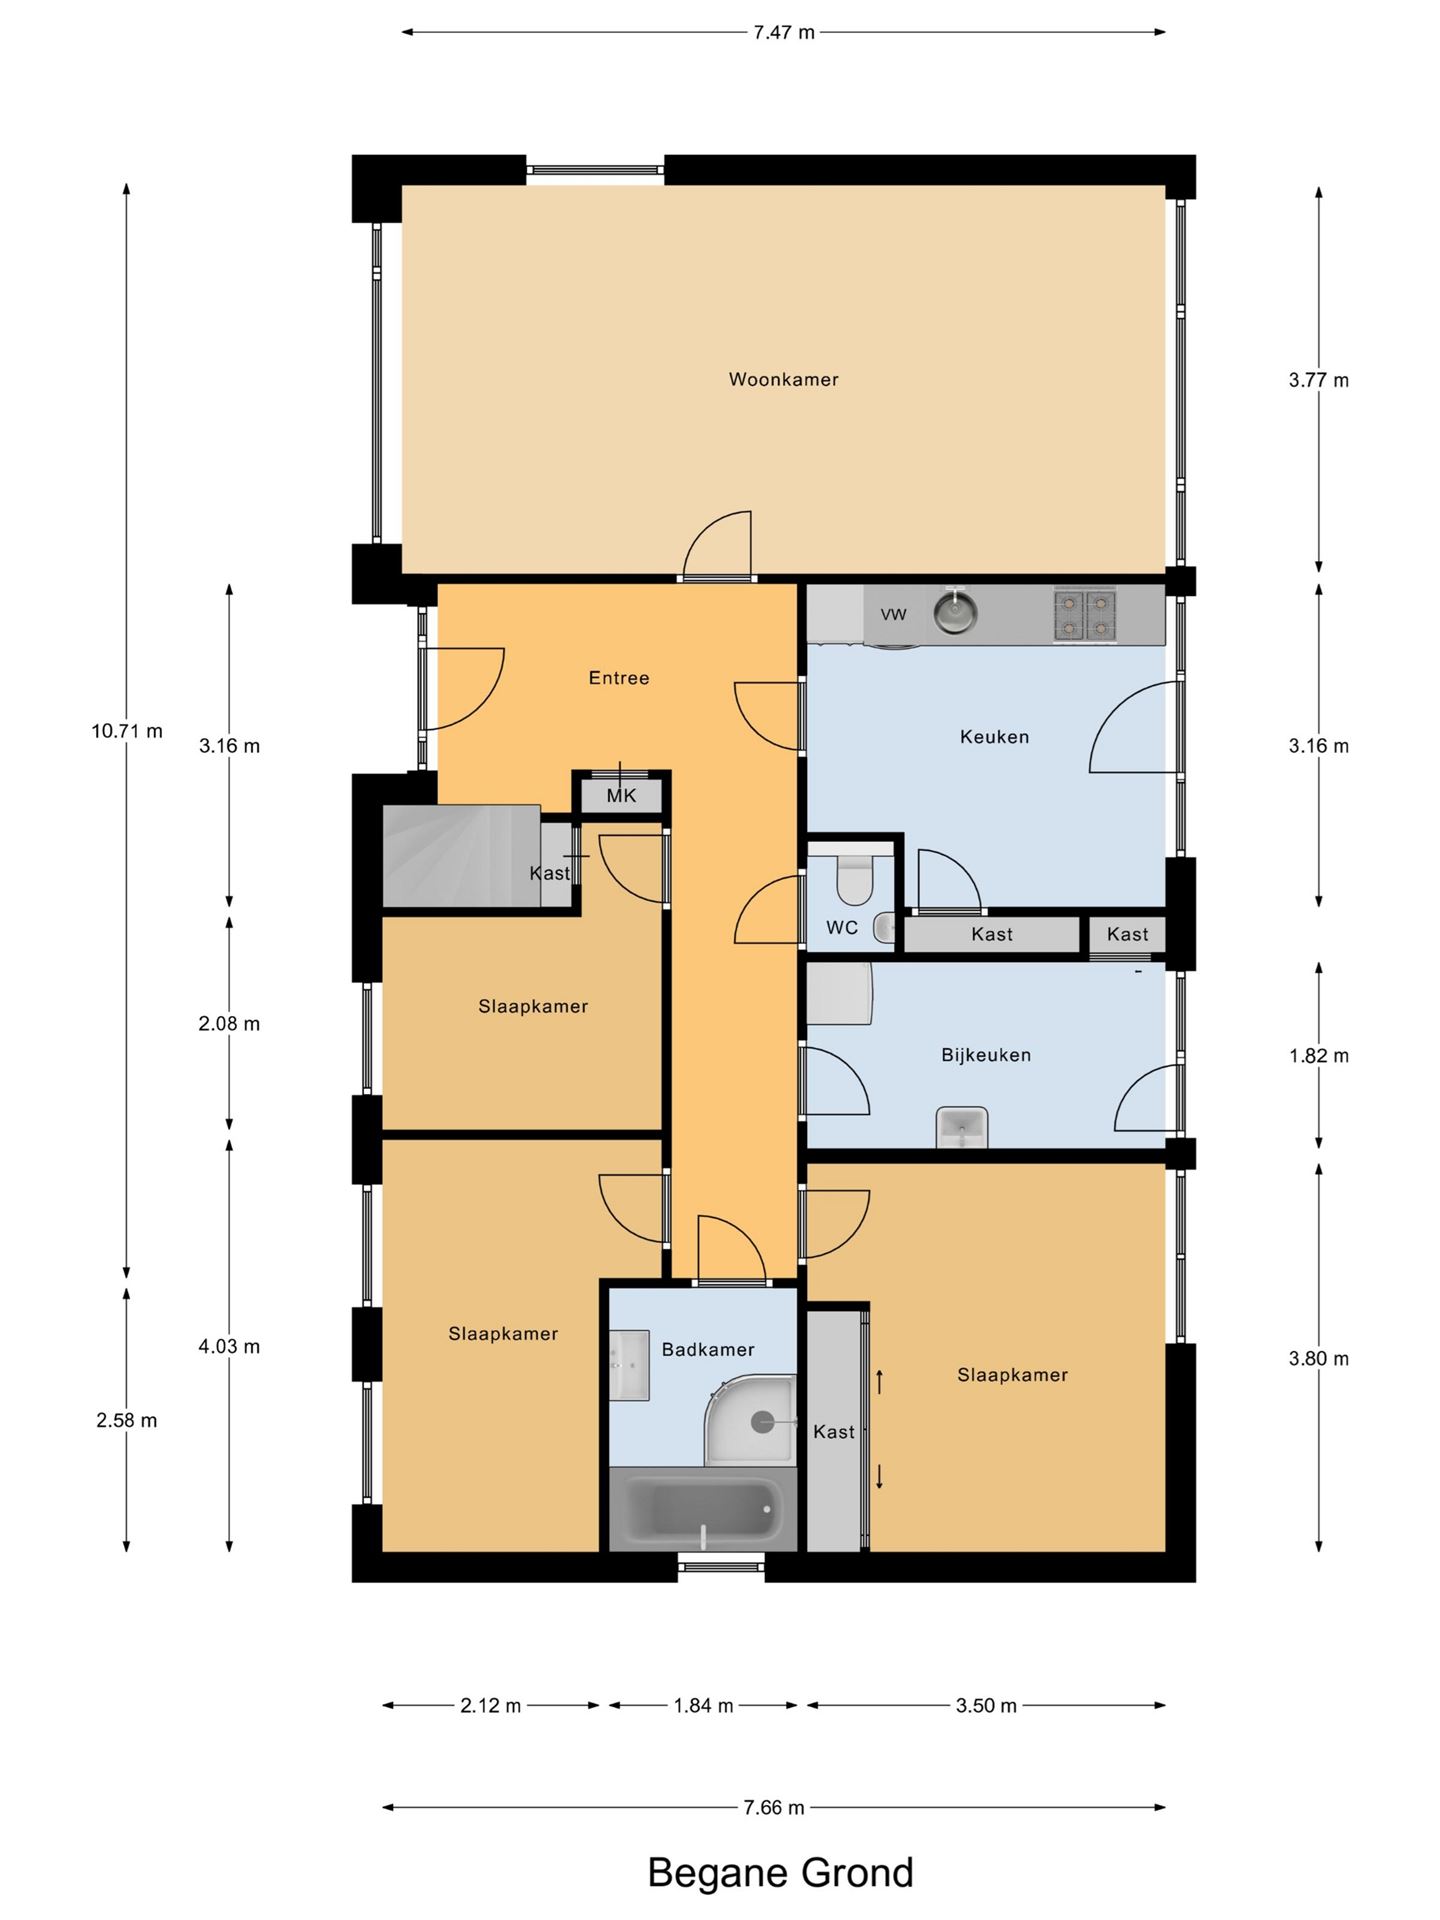 7.47 m
Woonkamer
3.77 m
10.71 m
3.16 m
Entree
VW
Keuken
3.16 m
MK
Kast
WC
Kast
Kast
Slaapkamer
2.08 m
Bijkeuken
1.82 m
Slaapkamer
4.03 m
2.58 m
Badkamer
Kast
Slaapkamer
3.80 m
2.12 m
1.84 m
3.50 m
7.66 m
Begane Grond